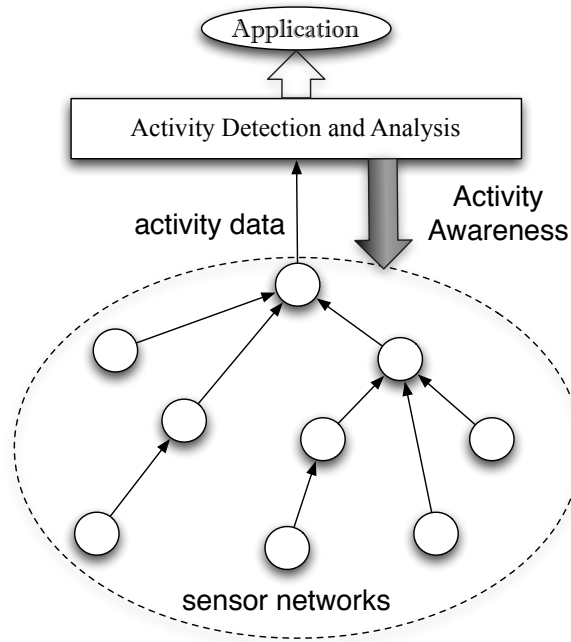 Application
Activity Detection and Analysis
activity data
Activity
Awareness
sensor networks